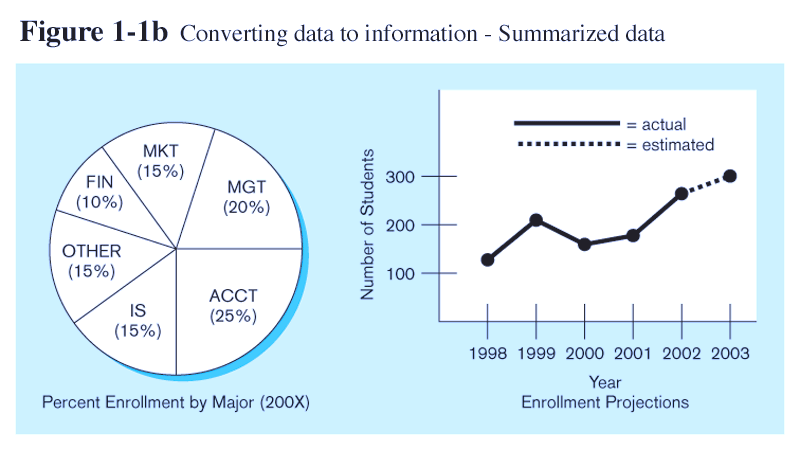 Figure 1-1b Converting data to information - Summarized data
MKT
(15%)
MGT
(20%)
FIN
(10%)
OTHER
(15%)
IS
(15%)
ACCT
(25%)
Percent Enrollment by Major (200X)
= actual
= estimated
Number of Students
300
200
100
1998 1999 2000 2001 2002 2003
Year
Enrollment Projections